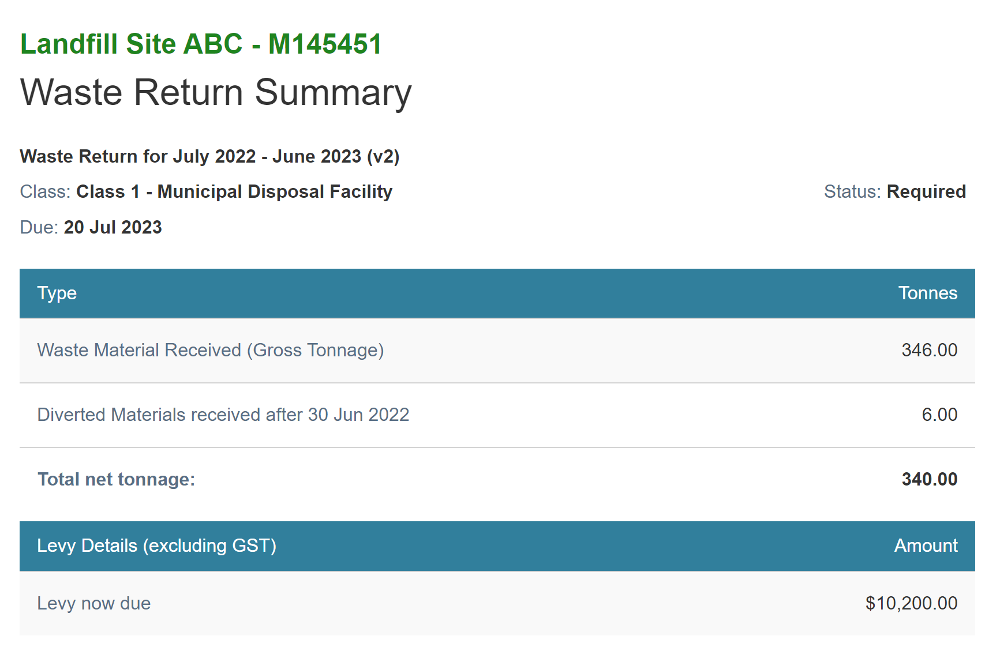 Landfill Site ABC - M145451
Waste Return Summary
Waste Return for July 2022 - June 2023 (v2)
Class: Class 1 - Municipal Disposal Facility Status: Required
Due: 20 Jul 2023
Type Tonnes
Waste Material Received (Gross Tonnage) 346.00
Diverted Materials received after 30 Jun 2022 6.00
Total net tonnage: 340.00
Levy Details (excluding GST) Amount
Levy now due $10,200.00